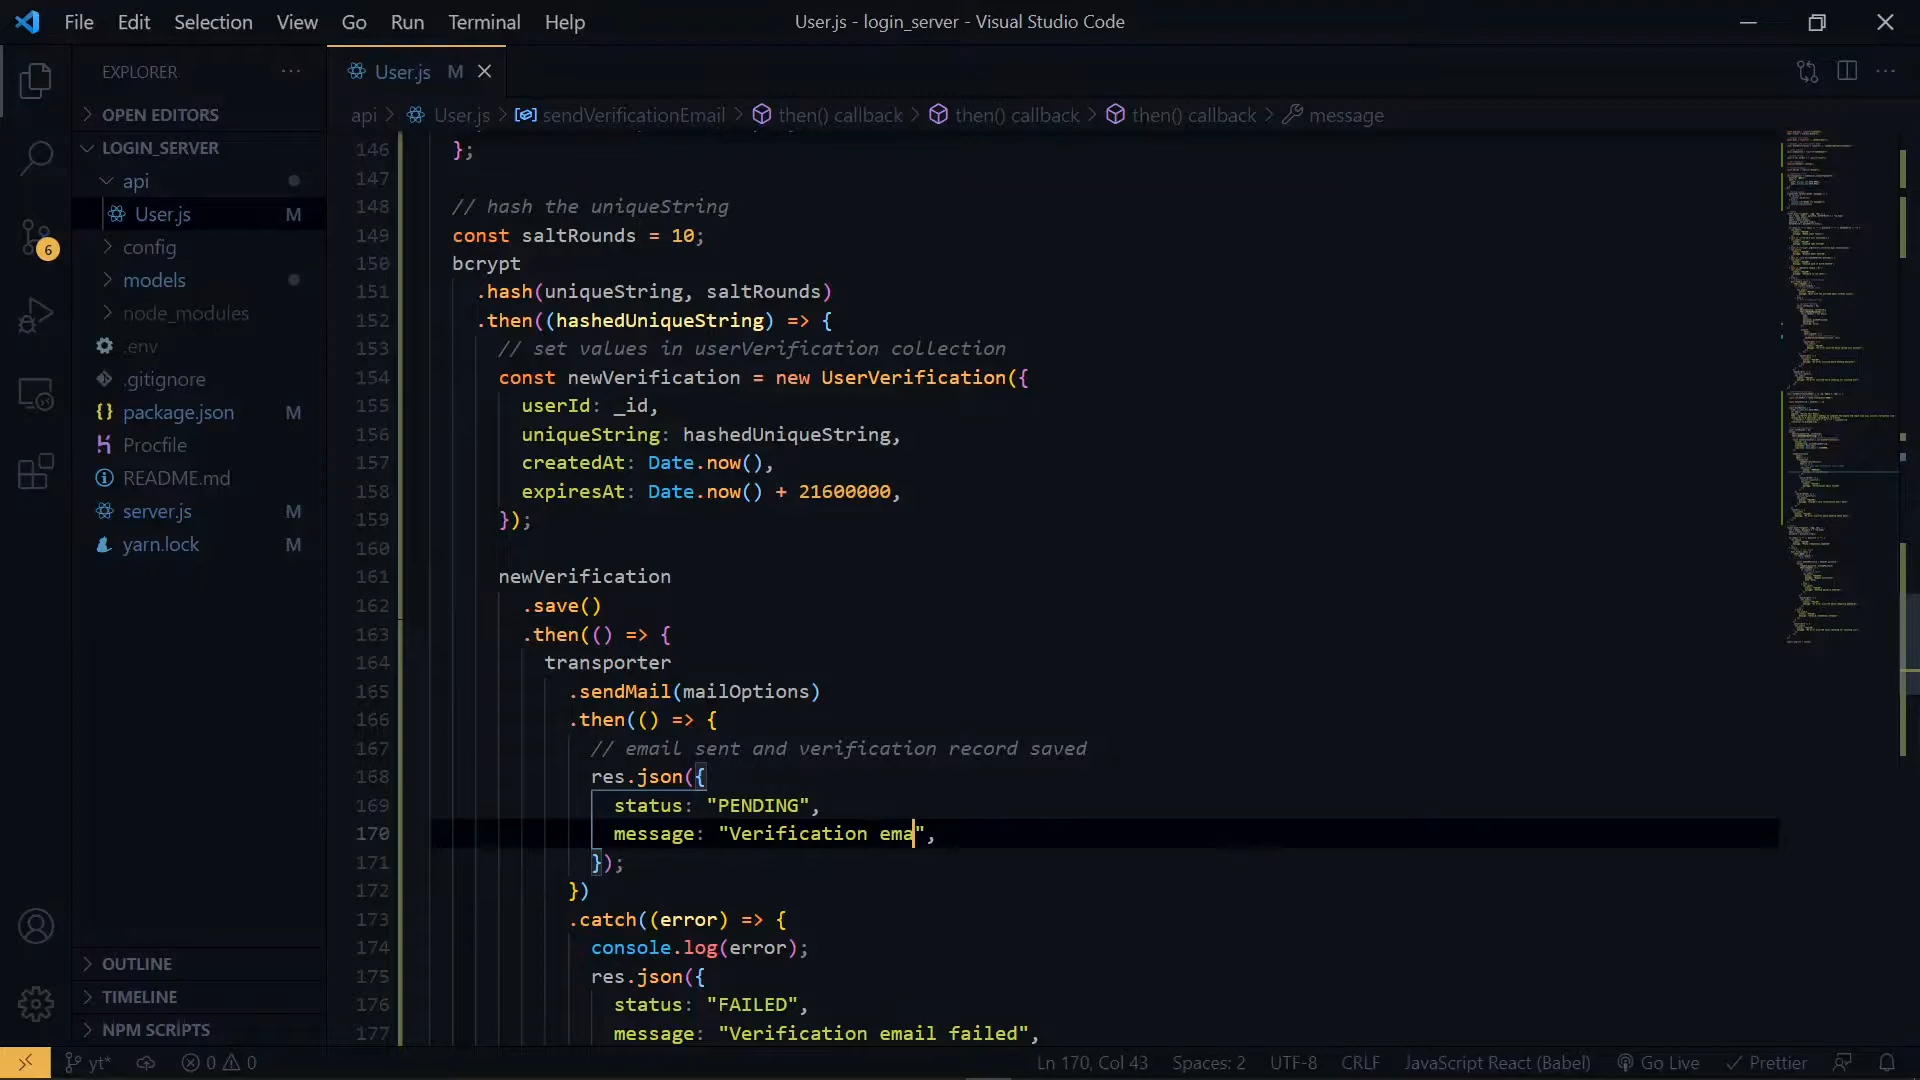 File Edit Selection View Go Run Terminal Help
User.js - login_server - Visual Studio Code
EXPLORER
OPEN EDITORS
LOGIN_SERVER
api
User.js M
config
models
node_modules
.env
.gitignore
package.json M
Procfile
README.md
server.js M
yarn.lock M
OUTLINE
TIMELINE
NPM SCRIPTS
6
User.js M
api > User.js > sendVerificationEmail > then() callback > then() callback > then() callback > message
146 };
147
148 // hash the uniqueString
149 const saltRounds = 10;
150 bcrypt
151 .hash(uniqueString, saltRounds)
152 .then((hashedUniqueString) => {
153 // set values in userVerification collection
154 const newVerification = new UserVerification({
155 userId: _id,
156 uniqueString: hashedUniqueString,
157 createdAt: Date.now(),
158 expiresAt: Date.now() + 21600000,
159 });
160
161 newVerification
162 .save()
163 .then(() => {
164 transporter
165 .sendMail(mailOptions)
166 .then(() => {
167 // email sent and verification record saved
168 res.json({
169 status: "PENDING",
170 message: "Verification ema",
171 });
172 })
173 .catch((error) => {
174 console.log(error);
175 res.json({
176 status: "FAILED",
177 message: "Verification email failed",
yt* 0 0
Ln 170, Col 43 Spaces: 2 UTF-8 CRLF JavaScript React (Babel) Go Live Prettier